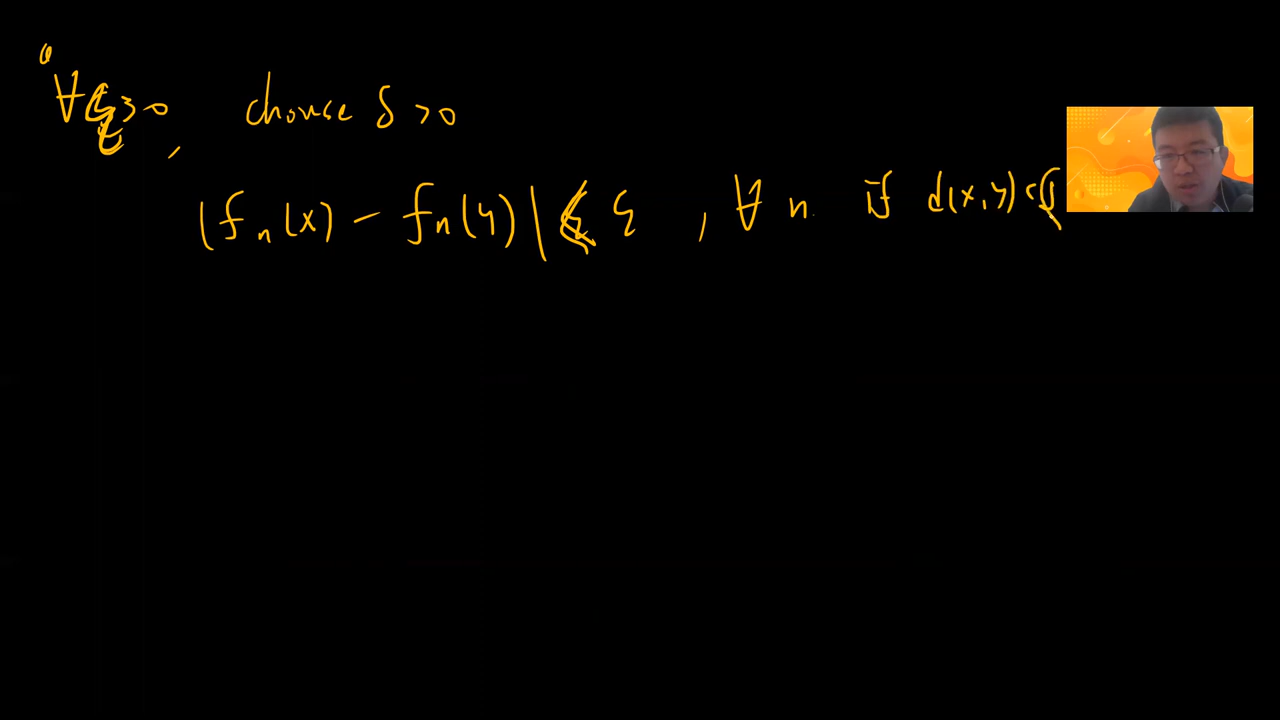 ∀ε>0, choose δ>0
|fn(x) - fn(y)| < ε, ∀ n. if d(x,y)<δ